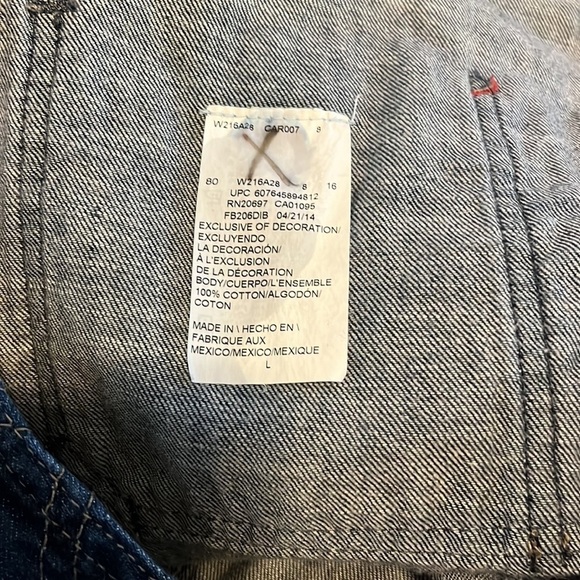 W216A28 CAR007 8
80 W216A28 8 16
UPC 607645894812
RN20697 CA01095
FB206DIB 04/21/14
EXCLUSIVE OF DECORATION/
EXCLUYENDO
LA DECORACIÓN/
À L'EXCLUSION
DE LA DÉCORATION
BODY/CUERPO/L'ENSEMBLE
100% COTTON/ALGODÓN/
COTON
MADE IN \ HECHO EN \
FABRIQUE AUX
MEXICO/MEXICO/MEXIQUE
L